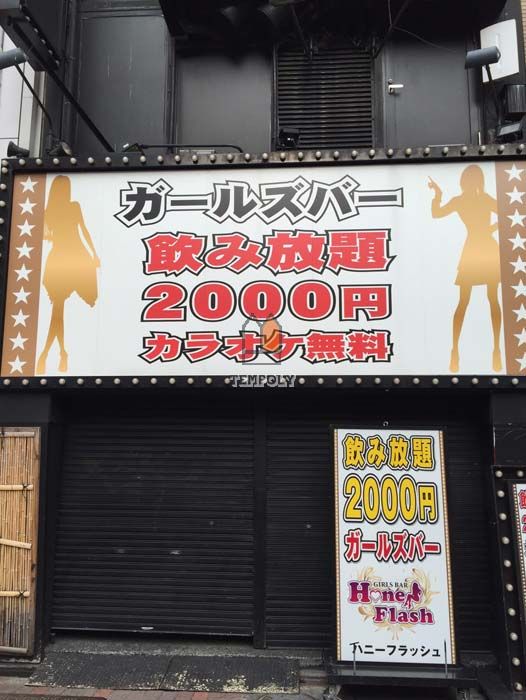 ガールズバー
飲み放題
2000円
カラオケ無料
TEMPOLY
飲み放題
2000円
ガールズバー
GIRLS BAR
Honey
Flash
ハニーフラッシュ